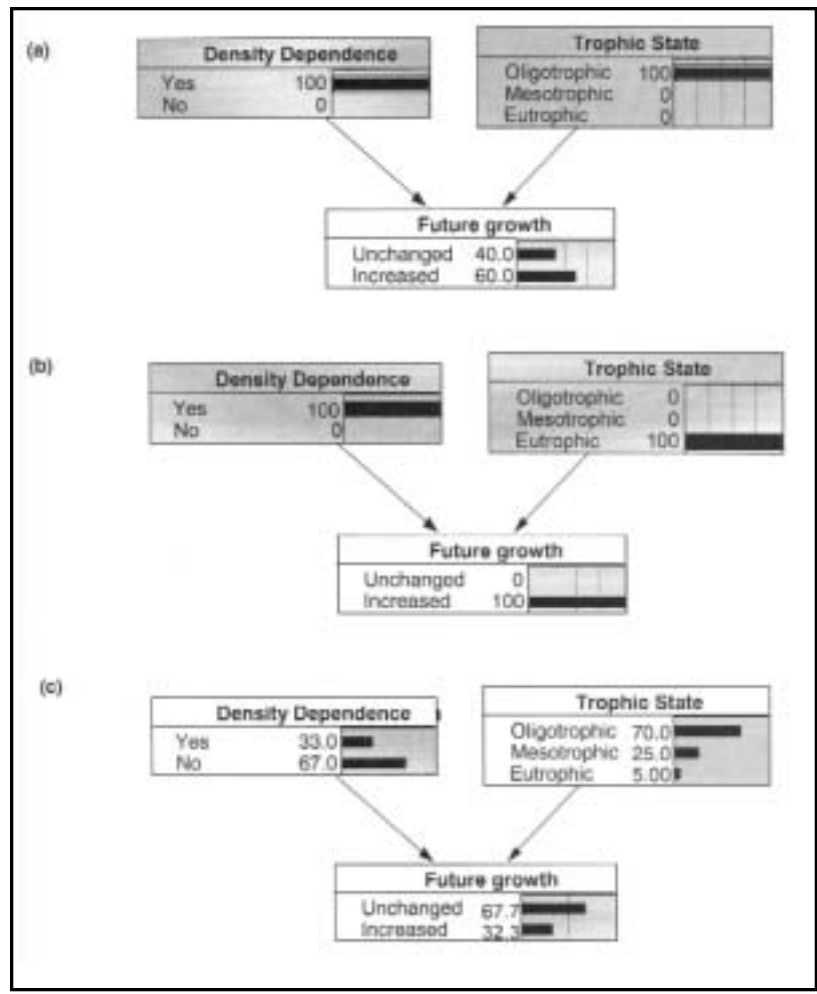 (a)
Density Dependence
Yes 100
No 0
Trophic State
Oligotrophic 100
Mesotrophic 0
Eutrophic 0
Future growth
Unchanged 40.0
Increased 60.0
(b)
Density Dependence
Yes 100
No 0
Trophic State
Oligotrophic 0
Mesotrophic 0
Eutrophic 100
Future growth
Unchanged 0
Increased 100
(c)
Density Dependence
Yes 33.0
No 67.0
Trophic State
Oligotrophic 70.0
Mesotrophic 25.0
Eutrophic 5.00
Future growth
Unchanged 67.7
Increased 32.3